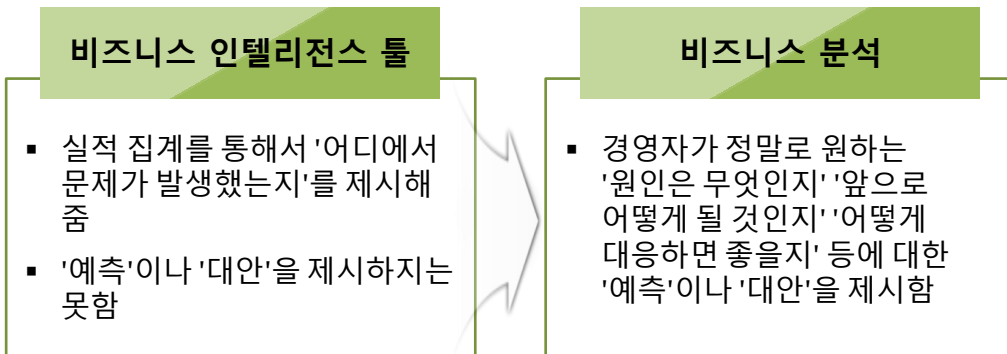 비즈니스 인텔리전스 툴
▪ 실적 집계를 통해서 '어디에서
문제가 발생했는지'를 제시해
줌
▪ '예측'이나 '대안'을 제시하지는
못함
비즈니스 분석
▪ 경영자가 정말로 원하는
'원인은 무엇인지' '앞으로
어떻게 될 것인지' '어떻게
대응하면 좋을지' 등에 대한
'예측'이나 '대안'을 제시함